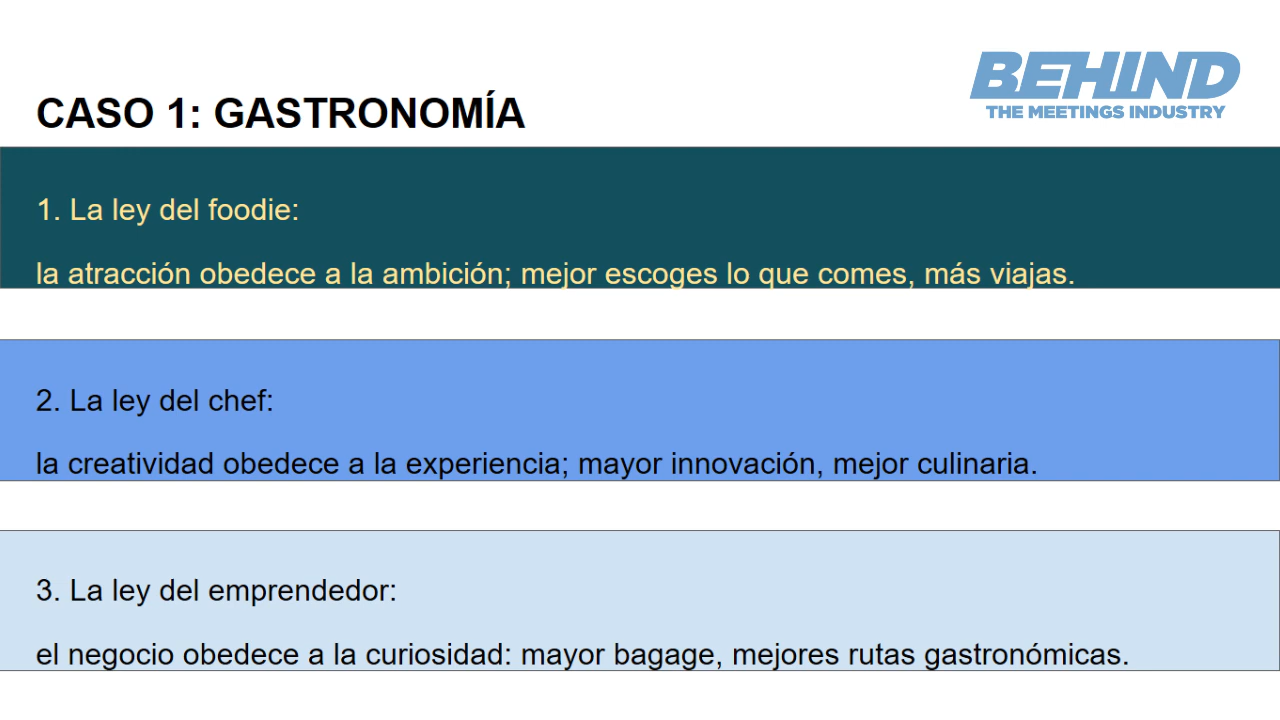 BEHIND
THE MEETINGS INDUSTRY
CASO 1: GASTRONOMÍA
1. La ley del foodie:
la atracción obedece a la ambición; mejor escoges lo que comes, más viajas.
2. La ley del chef:
la creatividad obedece a la experiencia; mayor innovación, mejor culinaria.
3. La ley del emprendedor:
el negocio obedece a la curiosidad: mayor bagage, mejores rutas gastronómicas.